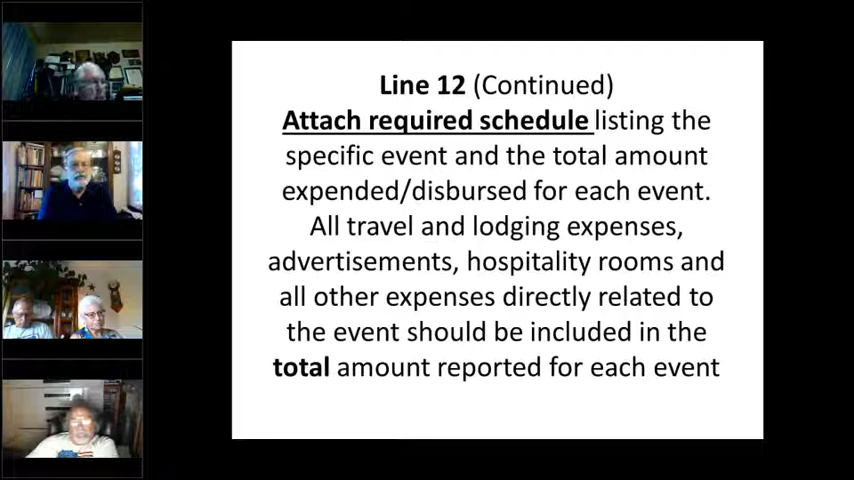 Line 12 (Continued)
Attach required schedule listing the
specific event and the total amount
expended/disbursed for each event.
All travel and lodging expenses,
advertisements, hospitality rooms and
all other expenses directly related to
the event should be included in the
total amount reported for each event